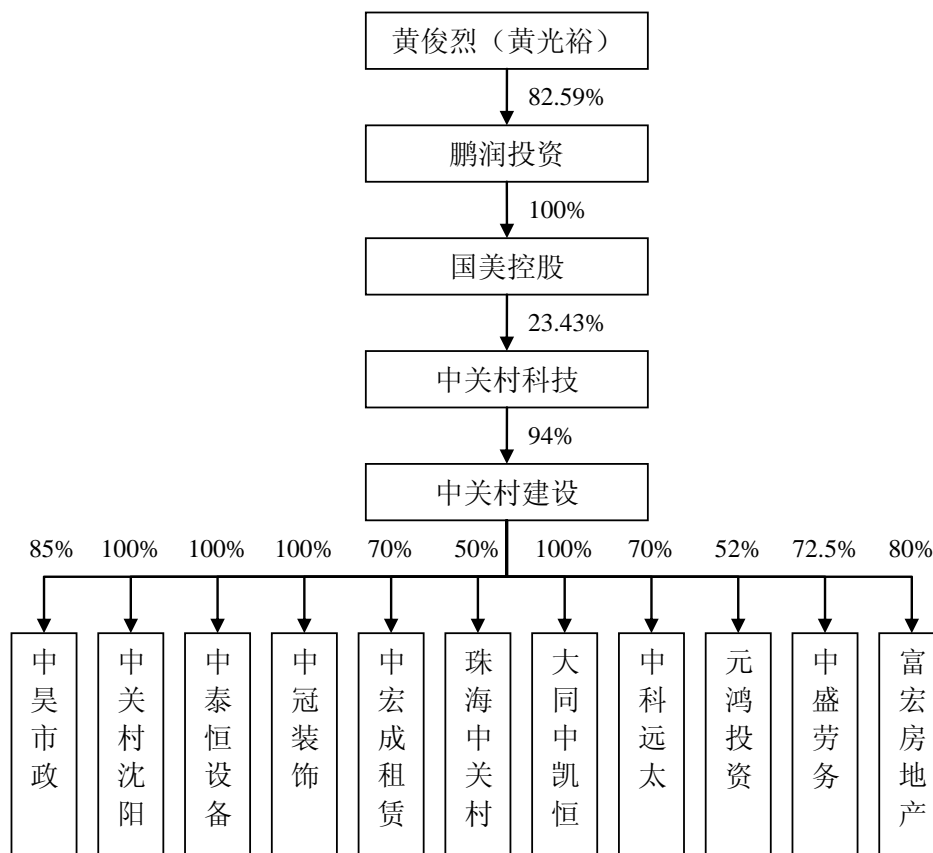 黄俊烈（黄光裕）
82.59%
鹏润投资
100%
国美控股
23.43%
中关村科技
94%
中关村建设
85% 100% 100% 100% 70% 50% 100% 70% 52% 72.5% 80%
中昊市政
中关村沈阳
中泰恒设备
中冠装饰
中宏成租赁
珠海中关村
大同中凯恒
中科远太
元鸿投资
中盛劳务
富宏房地产